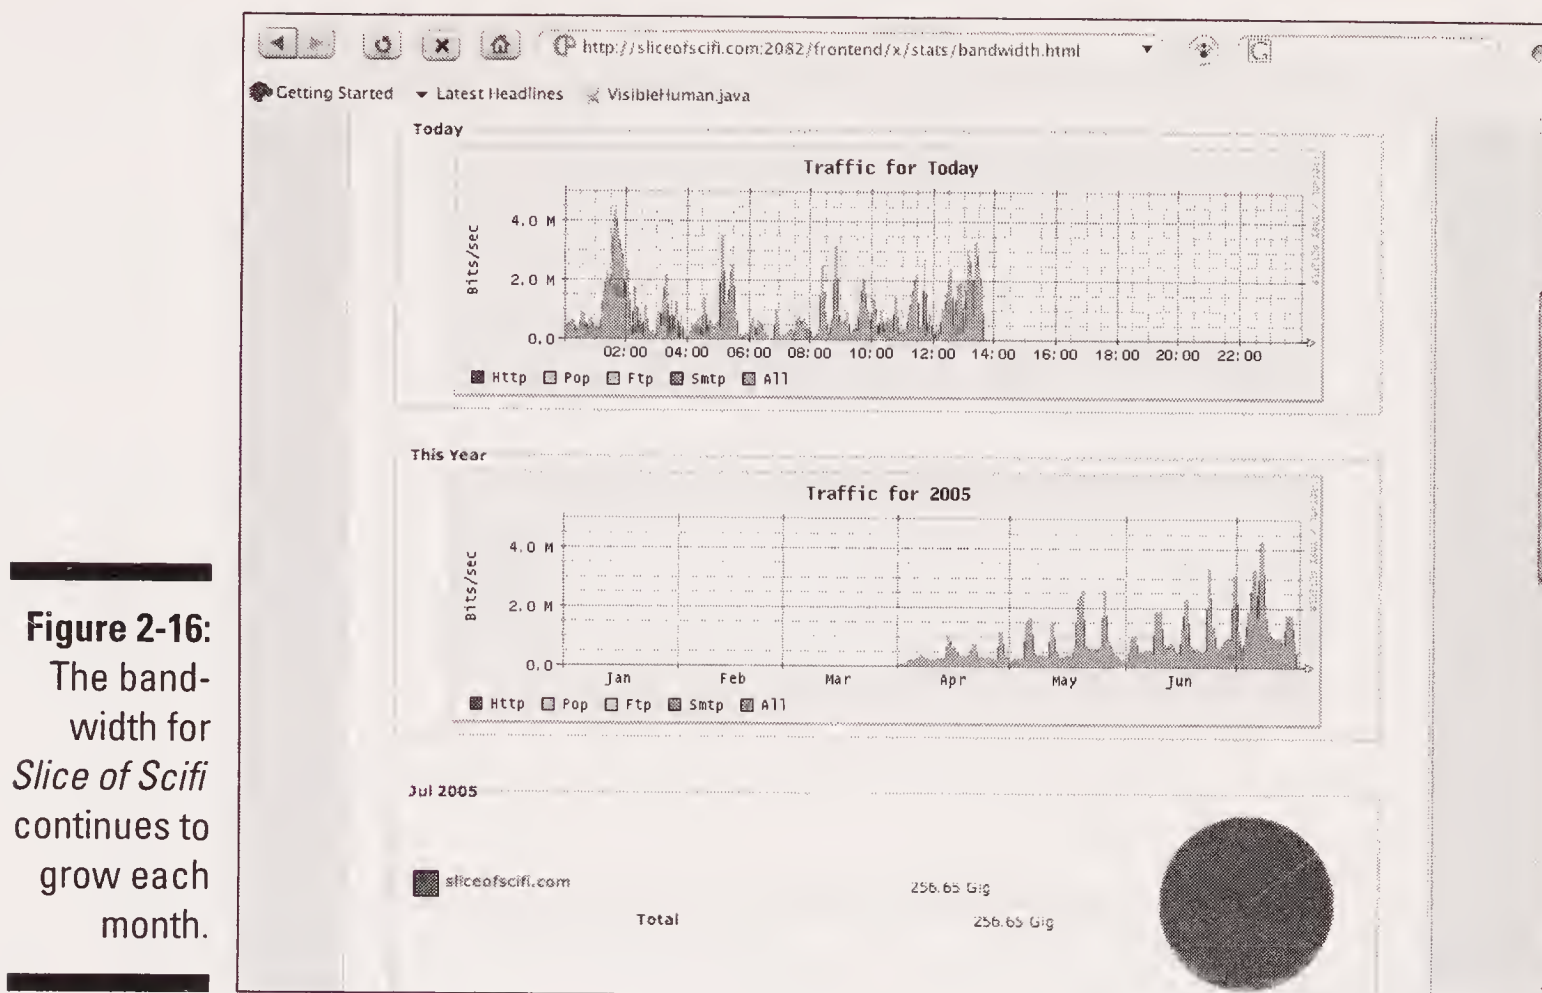 http://sliceofscifi.com:2082/frontend/x/stats/bandwidth.html
Getting Started Latest Headlines VisibleHuman.java
Today
Traffic for Today
Bits/sec
4.0 M
2.0 M
0.0
02:00 04:00 06:00 08:00 10:00 12:00 14:00 16:00 18:00 20:00 22:00
Http Pop Ftp Smtp All
This Year
Traffic for 2005
Bits/sec
4.0 M
2.0 M
0.0
Jan Feb Mar Apr May Jun
Http Pop Ftp Smtp All
Jul 2005
sliceofscifi.com 256.65 Gig
Total 256.65 Gig
Figure 2-16:
The band-
width for
Slice of Scifi
continues to
grow each
month.